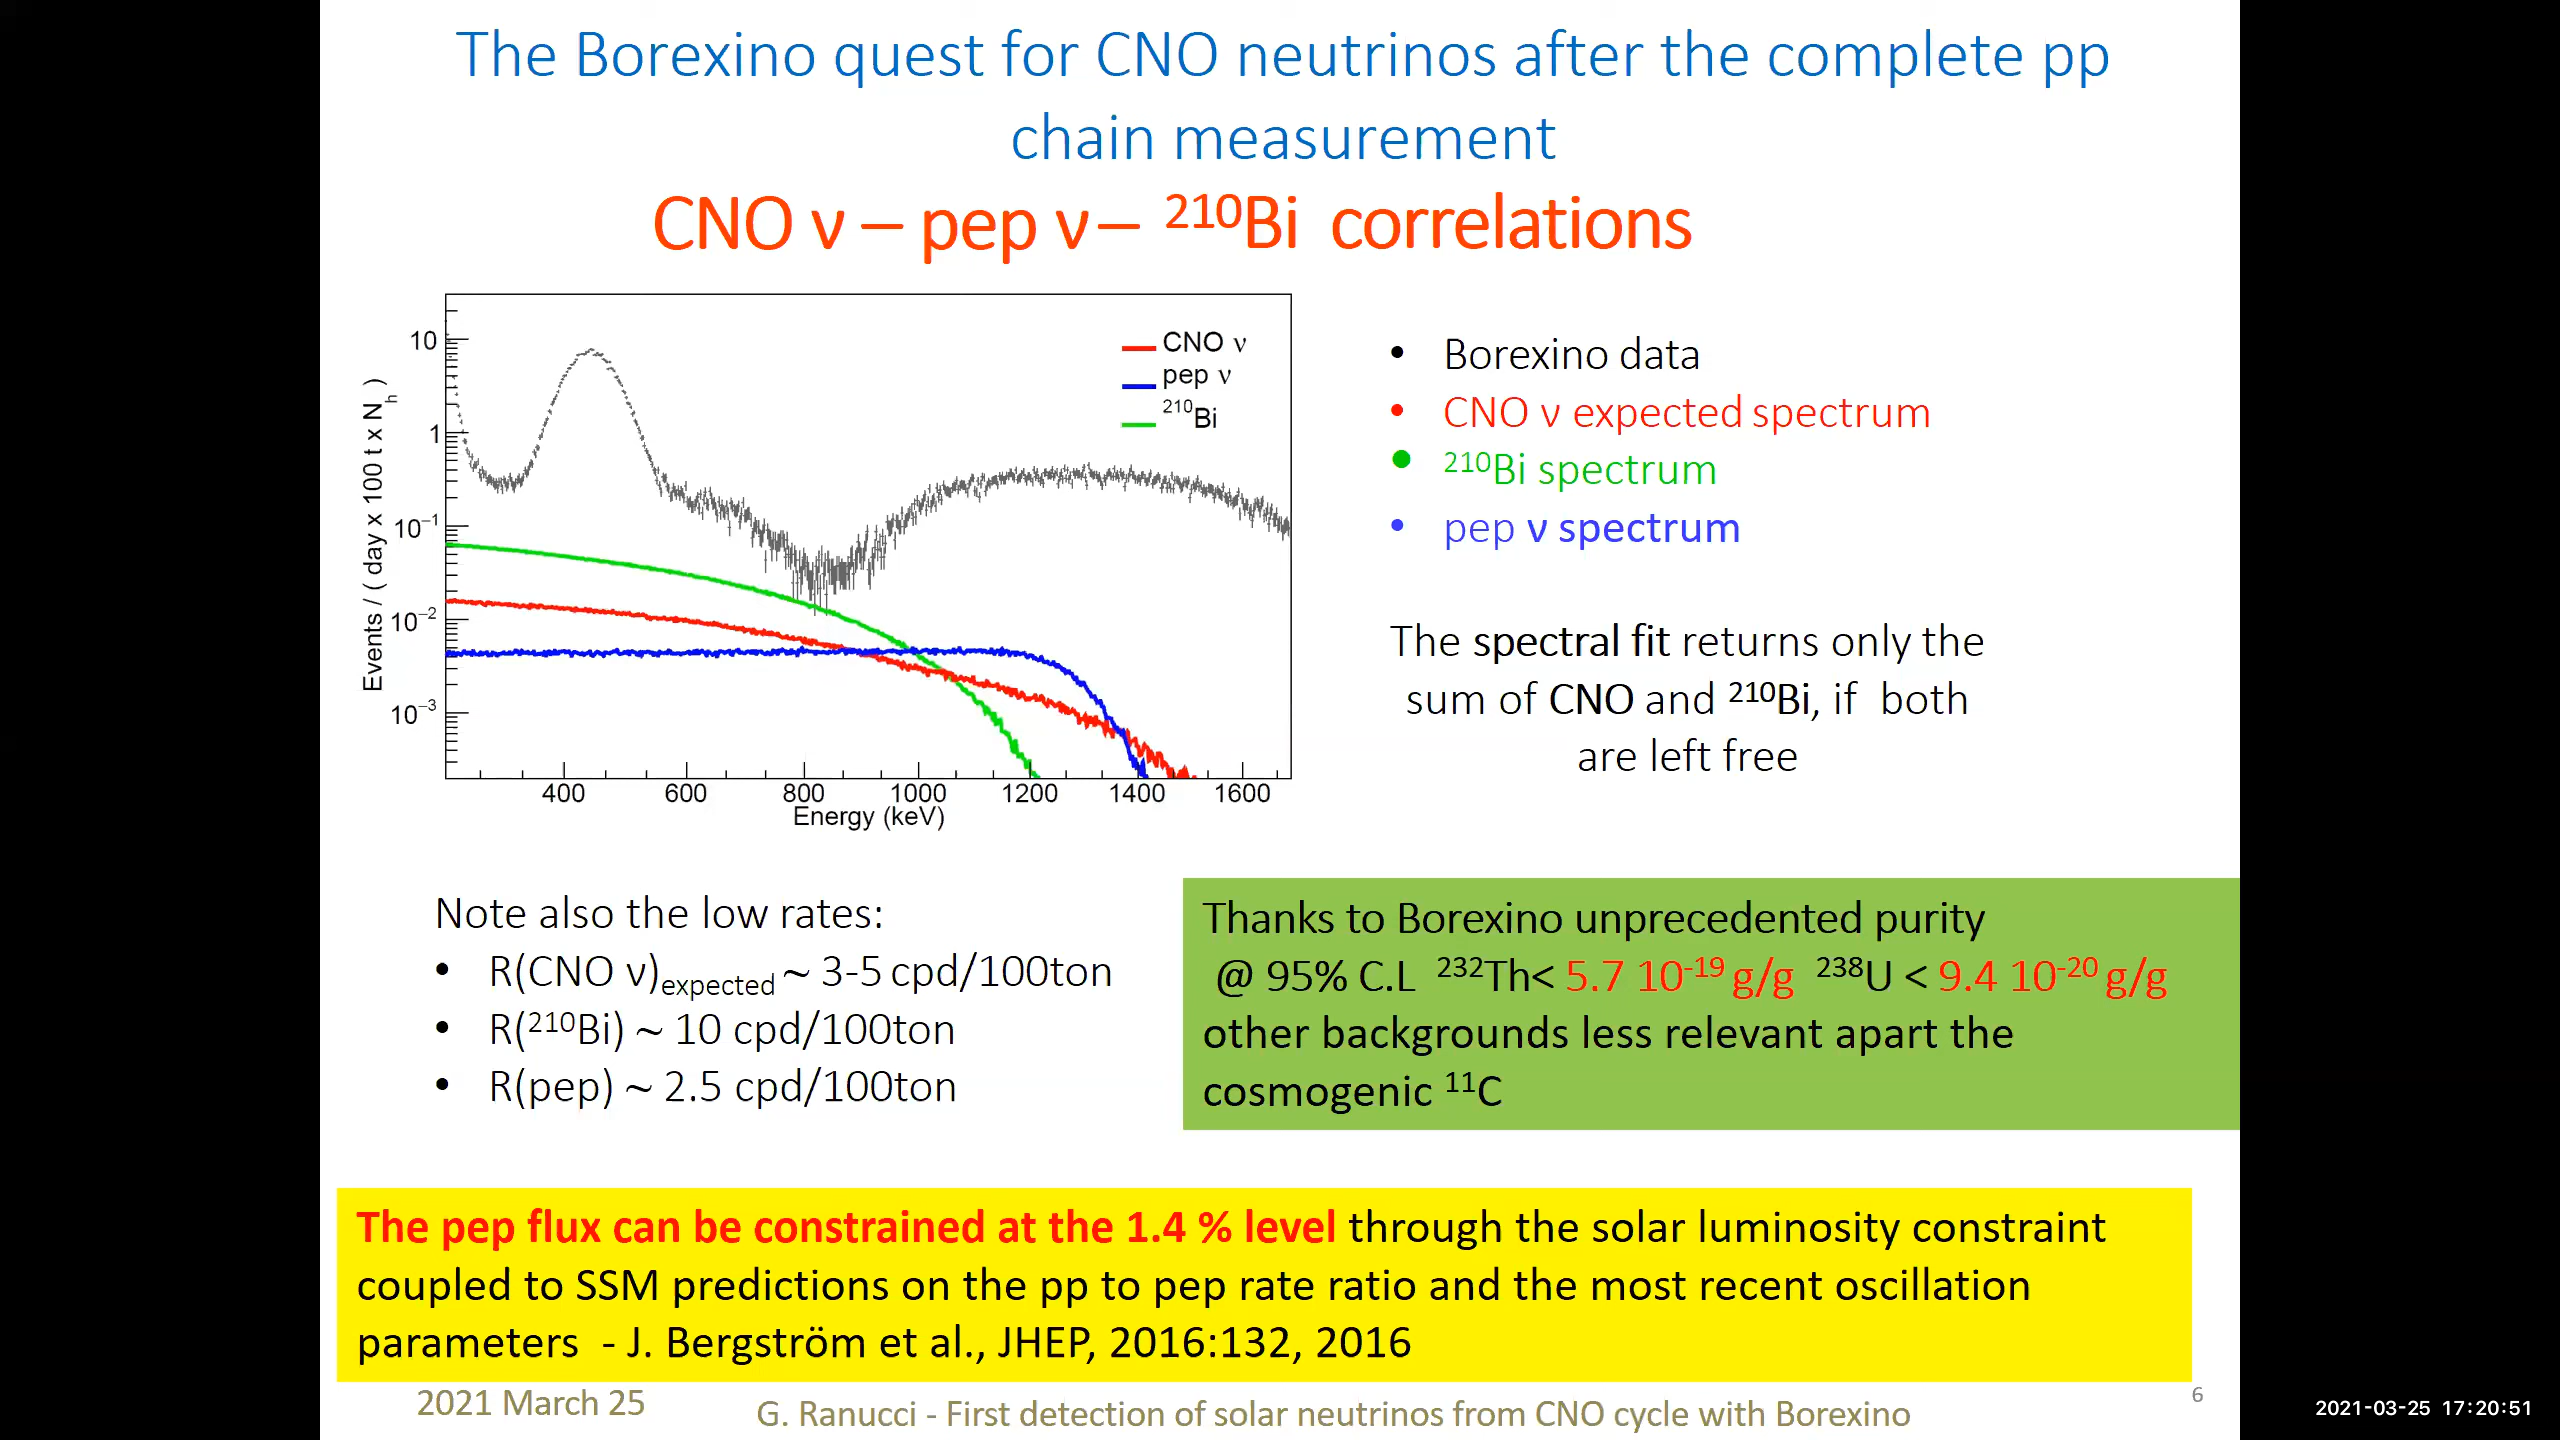 The Borexino quest for CNO neutrinos after the complete pp
chain measurement
CNO ν – pep ν – ²¹⁰Bi correlations
10
1
10⁻¹
10⁻²
10⁻³
Events / ( day x 100 t x Nₕ )
CNO ν
pep ν
²¹⁰Bi
400 600 800 1000 1200 1400 1600
Energy (keV)
• Borexino data
• CNO ν expected spectrum
• ²¹⁰Bi spectrum
• pep ν spectrum
The spectral fit returns only the
sum of CNO and ²¹⁰Bi, if both
are left free
Note also the low rates:
• R(CNO ν)expected ~ 3-5 cpd/100ton
• R(²¹⁰Bi) ~ 10 cpd/100ton
• R(pep) ~ 2.5 cpd/100ton
Thanks to Borexino unprecedented purity
@ 95% C.L ²³²Th< 5.7 10⁻¹⁹ g/g ²³⁸U < 9.4 10⁻²⁰ g/g
other backgrounds less relevant apart the
cosmogenic ¹¹C
The pep flux can be constrained at the 1.4 % level through the solar luminosity constraint
coupled to SSM predictions on the pp to pep rate ratio and the most recent oscillation
parameters - J. Bergström et al., JHEP, 2016:132, 2016
2021 March 25
G. Ranucci - First detection of solar neutrinos from CNO cycle with Borexino
6
2021-03-25 17:20:51